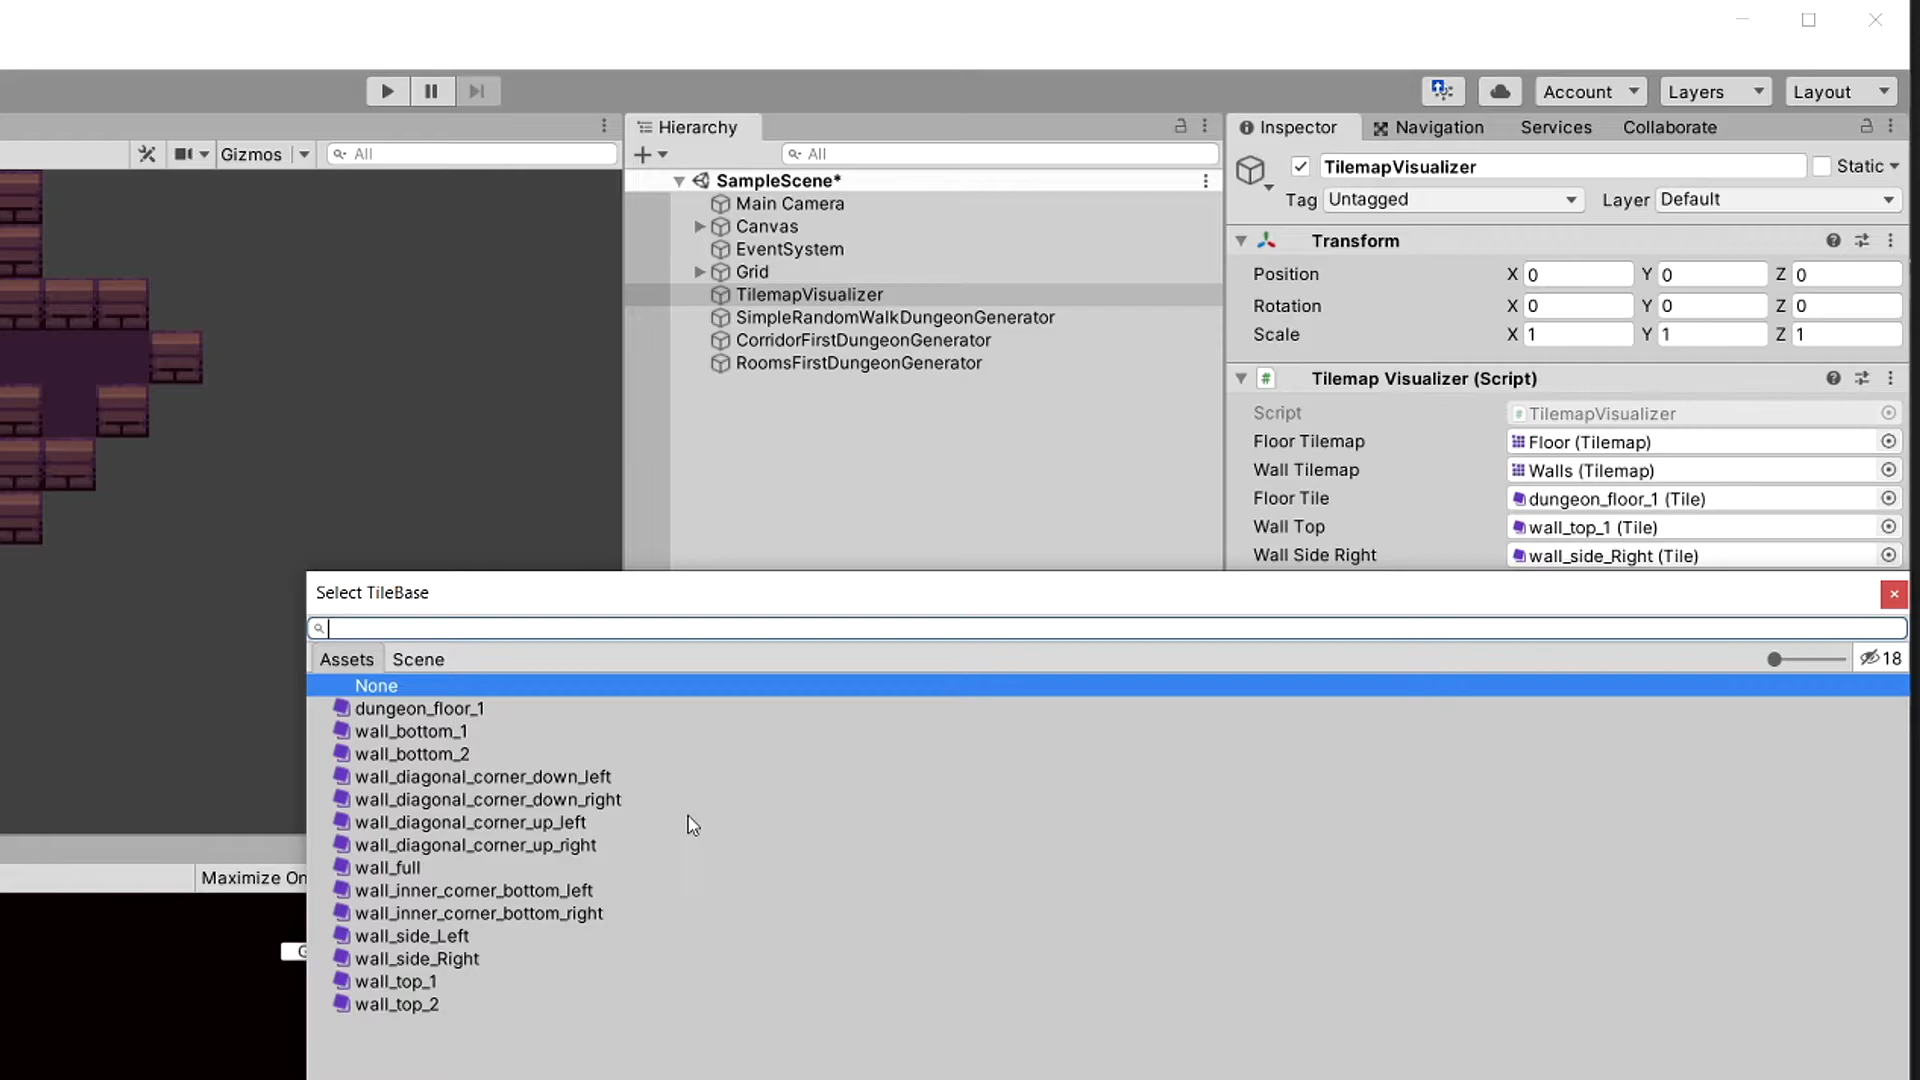 Account
Layers
Layout
Hierarchy
Inspector
Navigation
Services
Collaborate
Gizmos
All
All
TilemapVisualizer
Static
SampleScene*
Tag
Untagged
Layer
Default
Main Camera
Canvas
EventSystem
Grid
TilemapVisualizer
SimpleRandomWalkDungeonGenerator
CorridorFirstDungeonGenerator
RoomsFirstDungeonGenerator
Transform
Position X 0 Y 0 Z 0
Rotation X 0 Y 0 Z 0
Scale X 1 Y 1 Z 1
# Tilemap Visualizer (Script)
Script # TilemapVisualizer
Floor Tilemap Floor (Tilemap)
Wall Tilemap Walls (Tilemap)
Floor Tile dungeon_floor_1 (Tile)
Wall Top wall_top_1 (Tile)
Wall Side Right wall_side_Right (Tile)
Select TileBase
Assets Scene
18
None
dungeon_floor_1
wall_bottom_1
wall_bottom_2
wall_diagonal_corner_down_left
wall_diagonal_corner_down_right
wall_diagonal_corner_up_left
wall_diagonal_corner_up_right
wall_full
wall_inner_corner_bottom_left
wall_inner_corner_bottom_right
wall_side_Left
wall_side_Right
wall_top_1
wall_top_2
Maximize On